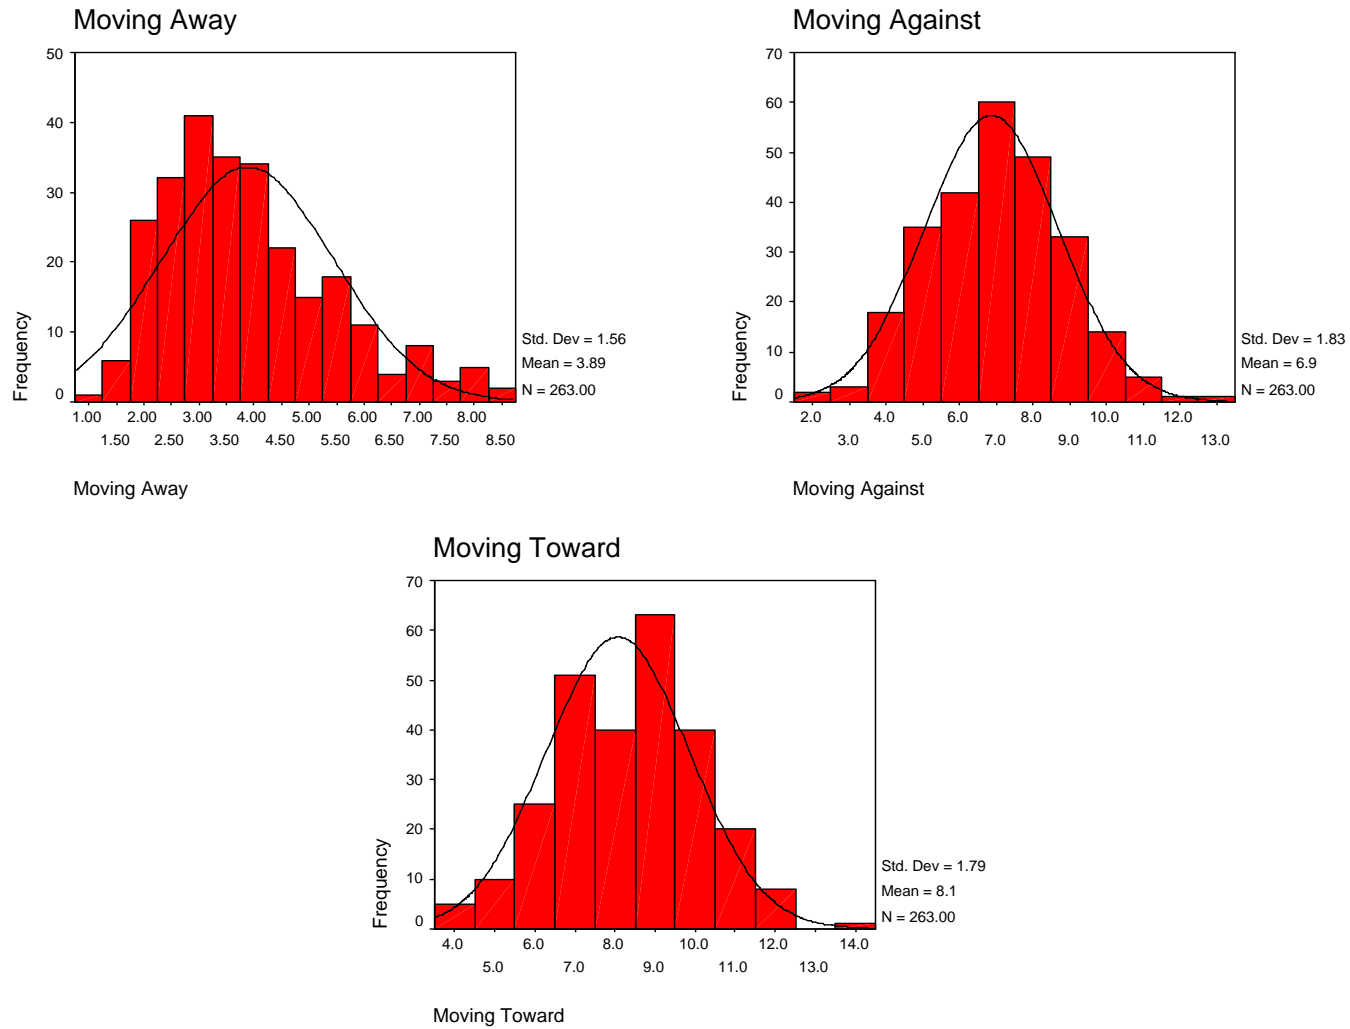 Moving Away
50
40
30
20
10
0
Frequency
1.00 2.00 3.00 4.00 5.00 6.00 7.00 8.00
1.50 2.50 3.50 4.50 5.50 6.50 7.50 8.50
Moving Away
Std. Dev = 1.56
Mean = 3.89
N = 263.00
Moving Against
70
60
50
40
30
20
10
0
Frequency
2.0 4.0 6.0 8.0 10.0 12.0
3.0 5.0 7.0 9.0 11.0 13.0
Moving Against
Std. Dev = 1.83
Mean = 6.9
N = 263.00
Moving Toward
70
60
50
40
30
20
10
0
Frequency
4.0 6.0 8.0 10.0 12.0 14.0
5.0 7.0 9.0 11.0 13.0
Moving Toward
Std. Dev = 1.79
Mean = 8.1
N = 263.00